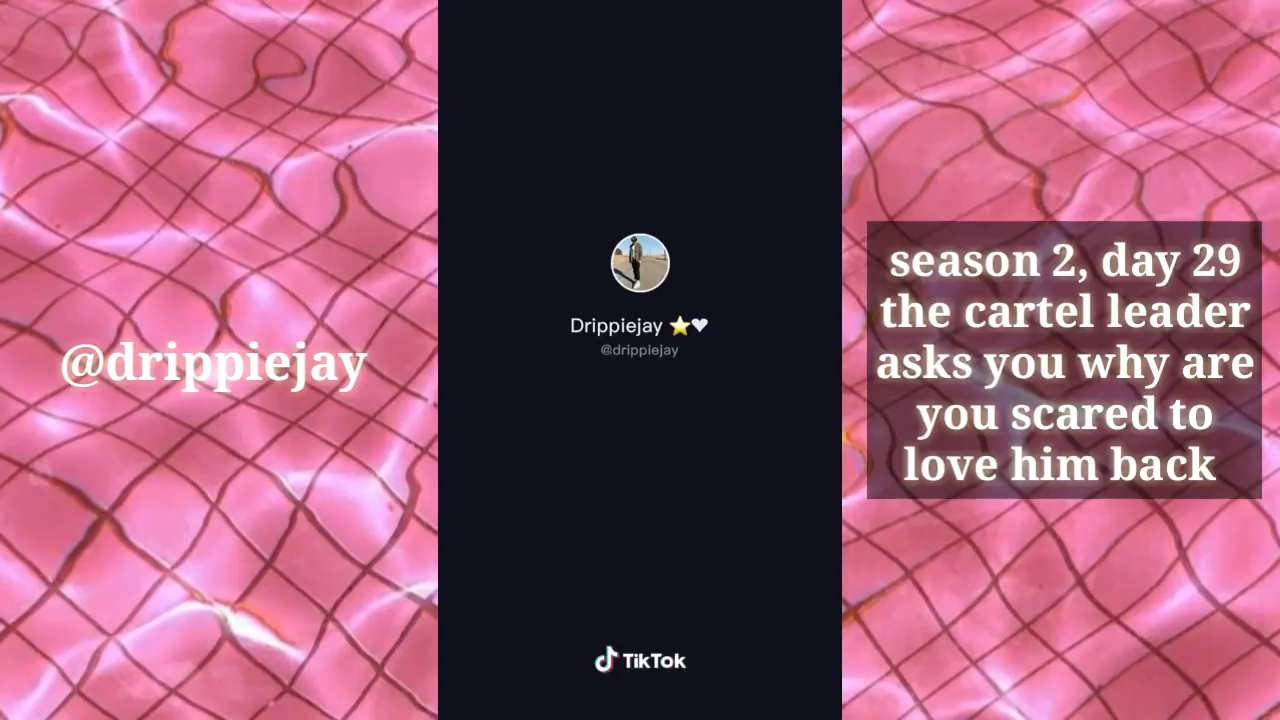 @drippiejay
Drippiejay ⭐🤍
@drippiejay
TikTok
season 2, day 29
the cartel leader
asks you why are
you scared to
love him back